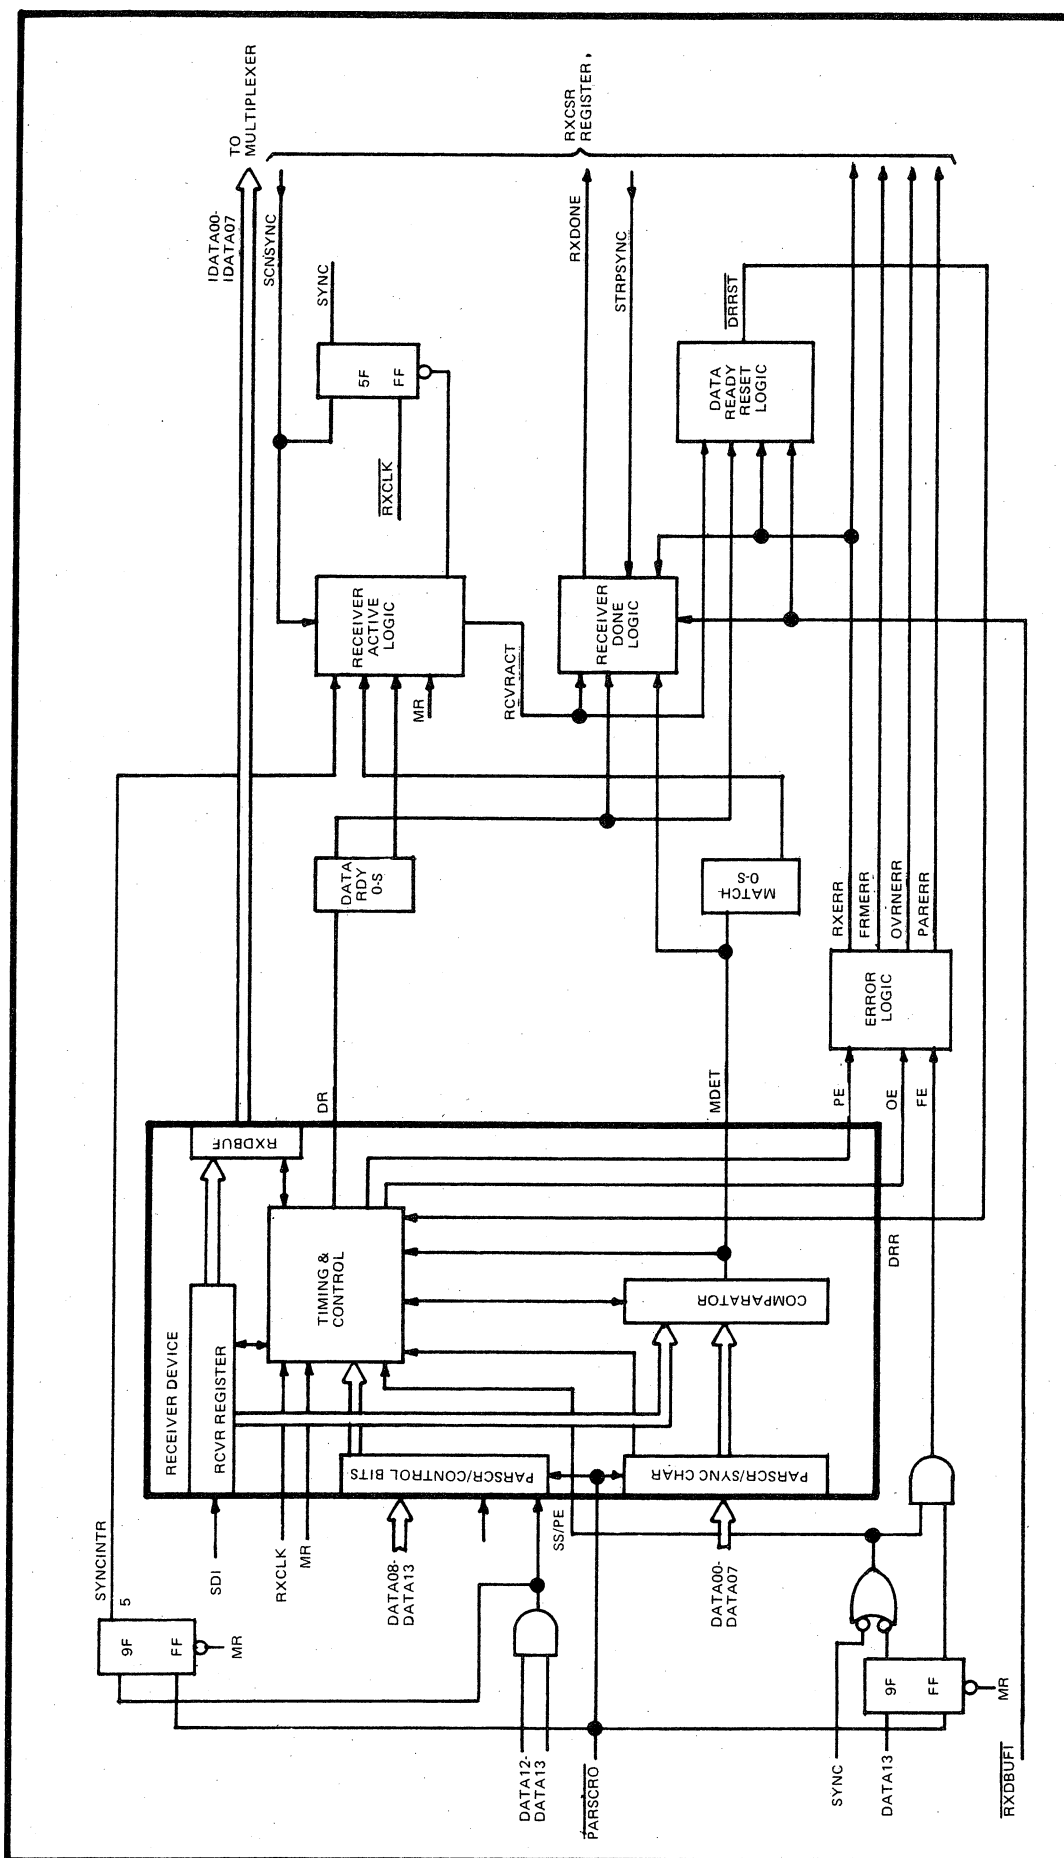 SYNCINTR
5
9F
FF
MR
SDI
RXCLK
MR
DATA08-
DATA13
DATA12-
DATA13
PARSCRO
SS/PE
DATA00-
DATA07
SYNC
DATA13
9F
FF
MR
RXDBUFI
RECEIVER DEVICE
RCVR REGISTER
PARSCR/CONTROL BITS
PARSCR/SYNC CHAR
TIMING &
CONTROL
COMPARATOR
RXDBUF
DR
MDET
PE
OE
FE
DRR
DATA
RDY
0-S
MATCH
0-S
ERROR
LOGIC
RXERR
FRMERR
OVRNERR
PARERR
MR
RECEIVER
ACTIVE
LOGIC
RCVRACT
RECEIVER
DONE
LOGIC
RXCLK
5F
FF
SYNC
DATA
READY
RESET
LOGIC
DRRST
IDATA00-
IDATA07
SCNSYNC
RXDONE
STRPSYNC
TO
MULTIPLEXER
RXCSR
REGISTER,